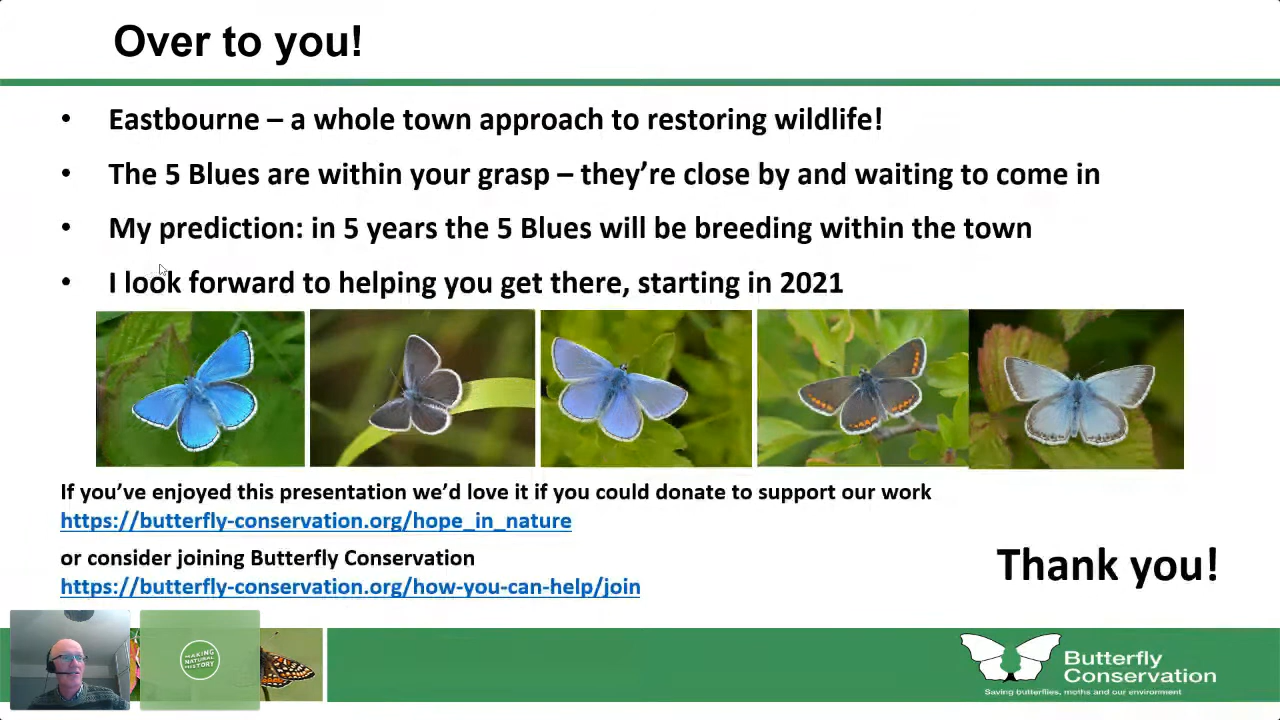 Over to you!
• Eastbourne – a whole town approach to restoring wildlife!
• The 5 Blues are within your grasp – they’re close by and waiting to come in
• My prediction: in 5 years the 5 Blues will be breeding within the town
• I look forward to helping you get there, starting in 2021
If you’ve enjoyed this presentation we’d love it if you could donate to support our work
https://butterfly-conservation.org/hope_in_nature
or consider joining Butterfly Conservation
https://butterfly-conservation.org/how-you-can-help/join
Thank you!
MAKING
NATURAL
HISTORY
Butterfly
Conservation
Saving butterflies, moths and our environment